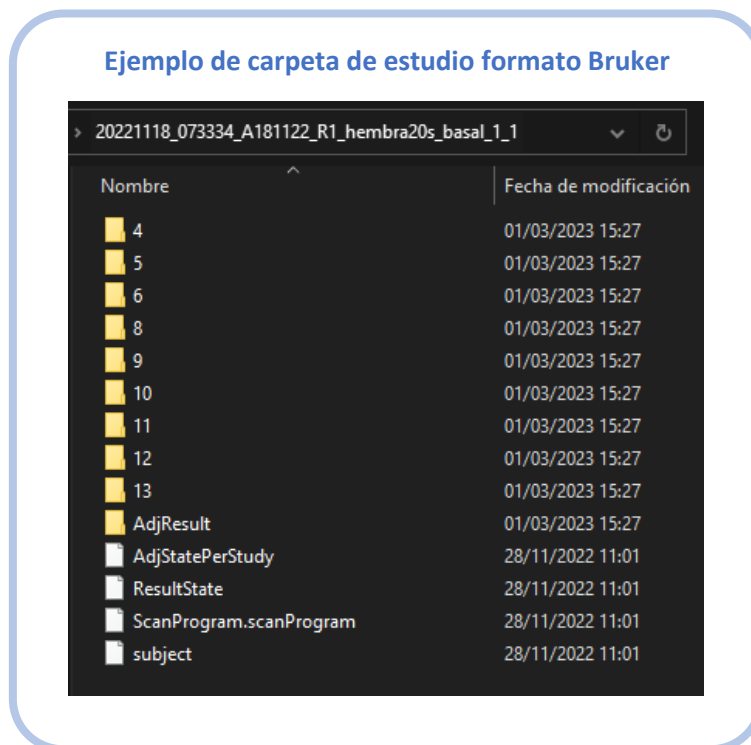 Ejemplo de carpeta de estudio formato Bruker
20221118_073334_A181122_R1_hembra20s_basal_1_1
Nombre Fecha de modificación
4 01/03/2023 15:27
5 01/03/2023 15:27
6 01/03/2023 15:27
8 01/03/2023 15:27
9 01/03/2023 15:27
10 01/03/2023 15:27
11 01/03/2023 15:27
12 01/03/2023 15:27
13 01/03/2023 15:27
AdjResult 01/03/2023 15:27
AdjStatePerStudy 28/11/2022 11:01
ResultState 28/11/2022 11:01
ScanProgram.scanProgram 28/11/2022 11:01
subject 28/11/2022 11:01